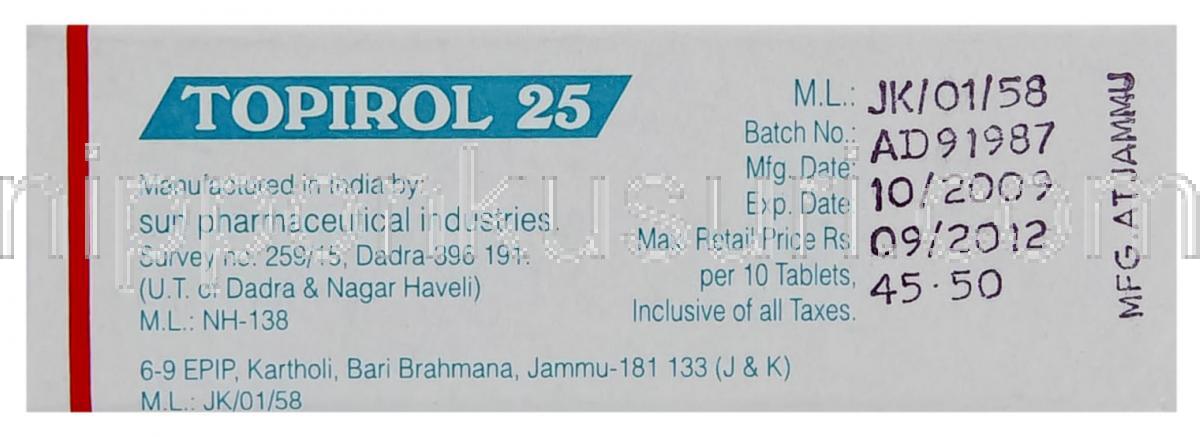 TOPIROL 25
Manufactured in India by:
sun pharmaceutical industries.
Survey no. 259/15, Dadra-396 191.
(U.T. of Dadra & Nagar Haveli)
M.L.: NH-138
6-9 EPIP, Kartholi, Bari Brahmana, Jammu-181 133 (J & K)
M.L.: JK/01/58
M.L.: JK/01/58
Batch No.: AD91987
Mfg. Date: 10/2009
Exp. Date 09/2012
Max. Retail Price Rs. 45.50
per 10 Tablets,
Inclusive of all Taxes.
MFG AT JAMMU
nipponkusuri.com